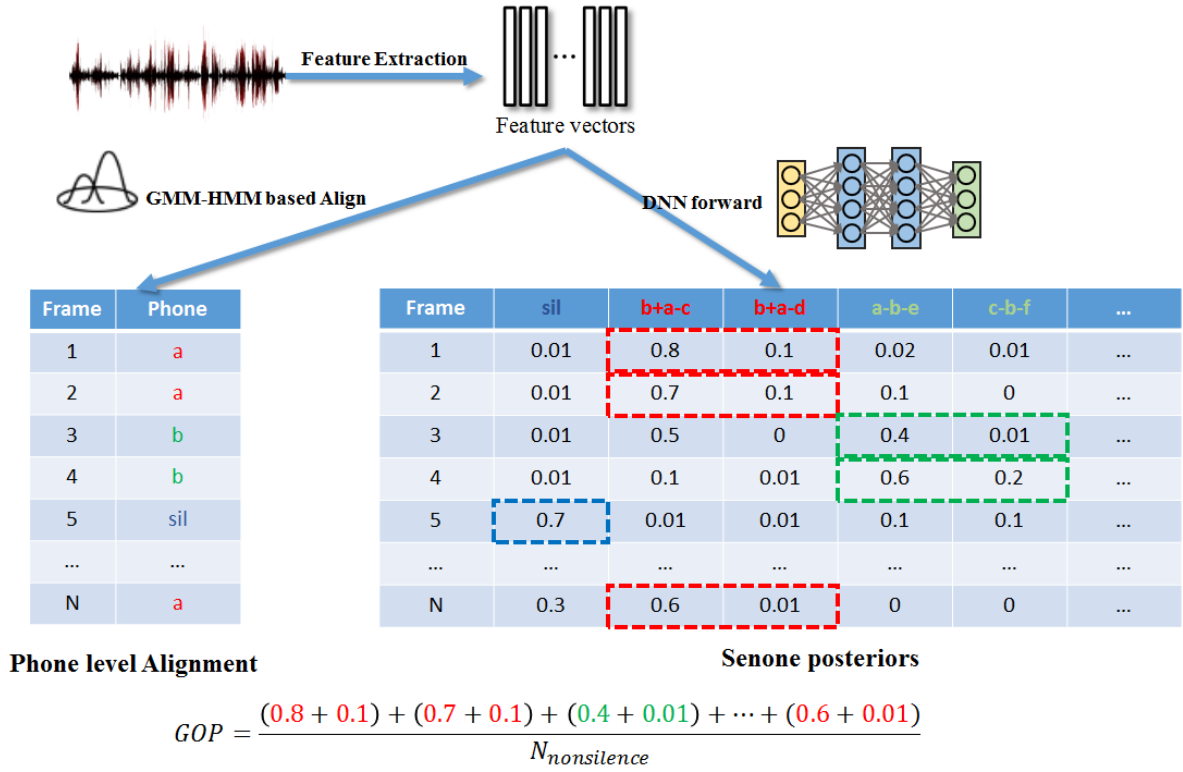 Feature Extraction
...
Feature vectors
GMM-HMM based Align
DNN forward
Frame Phone
1 a
2 a
3 b
4 b
5 sil
... ...
N a
Phone level Alignment
Frame sil b+a-c b+a-d a-b-e c-b-f ...
1 0.01 0.8 0.1 0.02 0.01 ...
2 0.01 0.7 0.1 0.1 0 ...
3 0.01 0.5 0 0.4 0.01 ...
4 0.01 0.1 0.01 0.6 0.2 ...
5 0.7 0.01 0.01 0.1 0.1 ...
... ... ... ... ... ... ...
N 0.3 0.6 0.01 0 0 ...
Senone posteriors
GOP = ((0.8 + 0.1) + (0.7 + 0.1) + (0.4 + 0.01) + ⋯ + (0.6 + 0.01)) / N_nonsilence